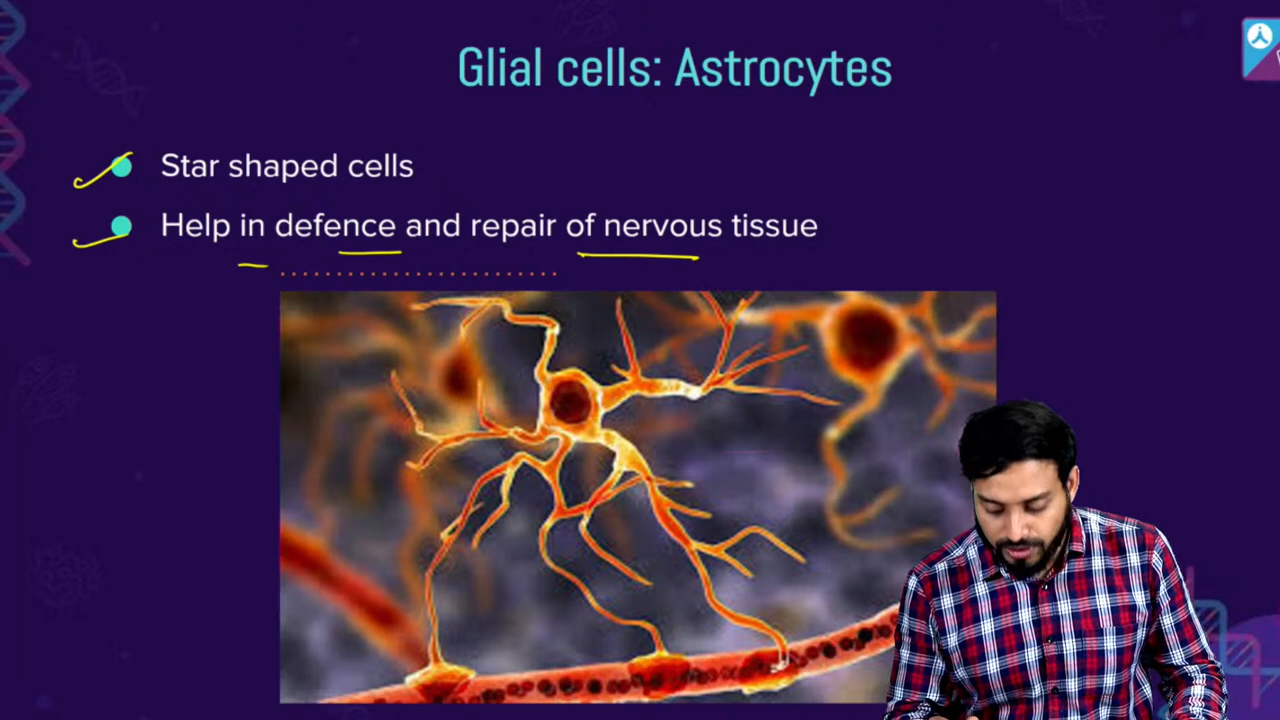 Glial cells: Astrocytes
Star shaped cells
Help in defence and repair of nervous tissue